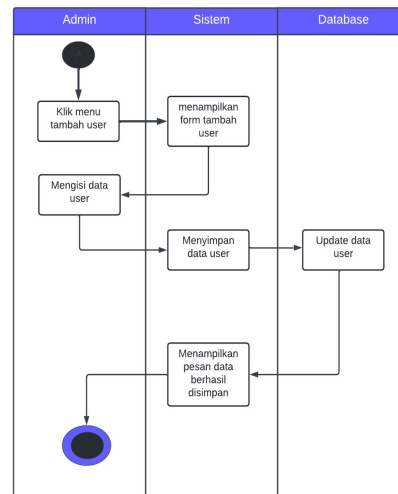 Admin
Sistem
Database
Klik menu
tambah user
menampilkan
form tambah
user
Mengisi data
user
Menyimpan
data user
Update data
user
Menampilkan
pesan data
berhasil
disimpan